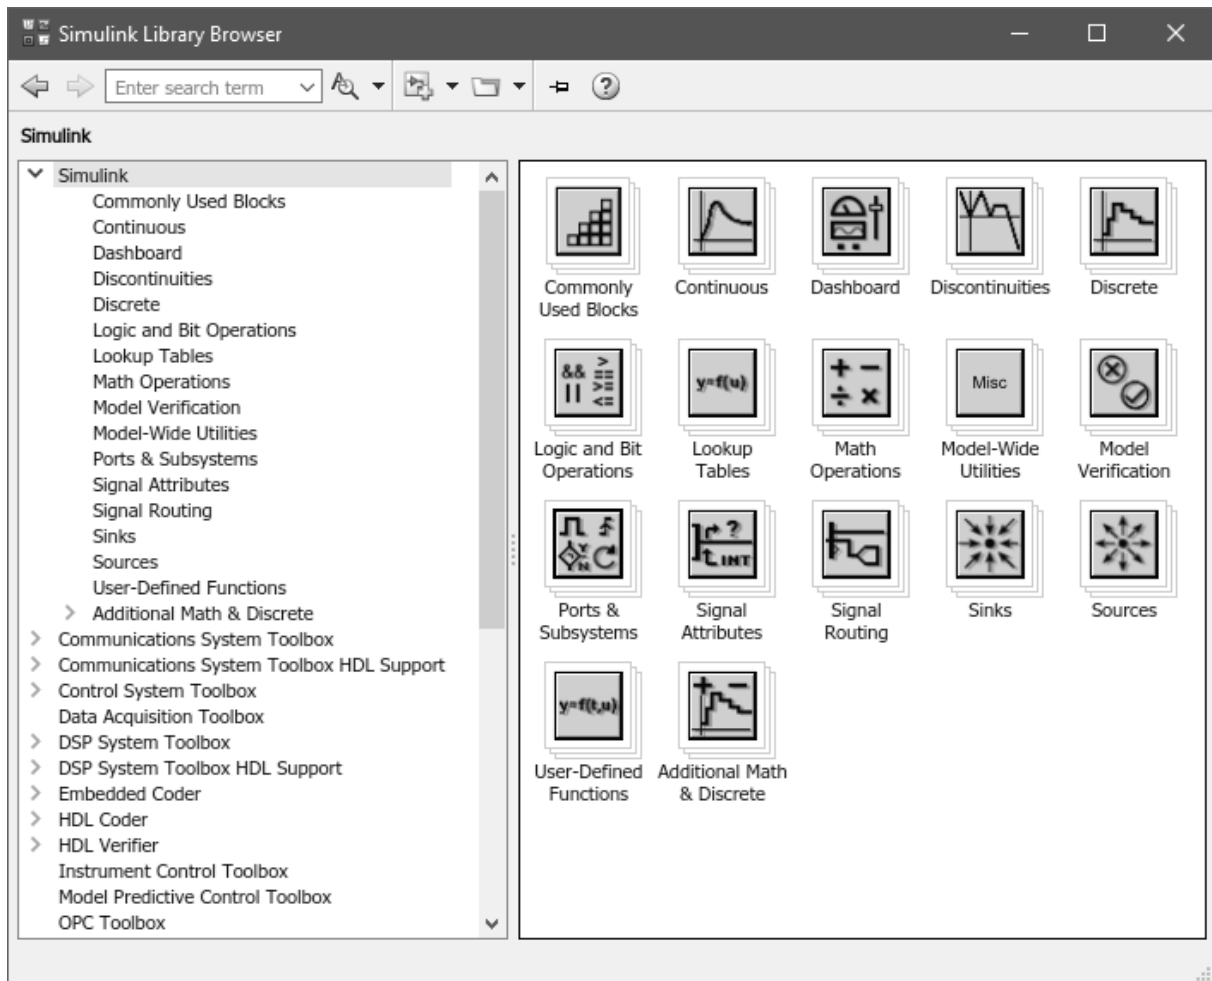 Simulink Library Browser
Enter search term
Simulink
Simulink
Commonly Used Blocks
Continuous
Dashboard
Discontinuities
Discrete
Logic and Bit Operations
Lookup Tables
Math Operations
Model Verification
Model-Wide Utilities
Ports & Subsystems
Signal Attributes
Signal Routing
Sinks
Sources
User-Defined Functions
Additional Math & Discrete
Communications System Toolbox
Communications System Toolbox HDL Support
Control System Toolbox
Data Acquisition Toolbox
DSP System Toolbox
DSP System Toolbox HDL Support
Embedded Coder
HDL Coder
HDL Verifier
Instrument Control Toolbox
Model Predictive Control Toolbox
OPC Toolbox
Commonly
Used Blocks
Continuous
Dashboard
Discontinuities
Discrete
&& > ==
|| >= <=
Logic and Bit
Operations
y=f(u)
Lookup
Tables
+ −
÷ ×
Math
Operations
Misc
Model-Wide
Utilities
Model
Verification
Y
N
Ports &
Subsystems
?
INT
Signal
Attributes
Signal
Routing
Sinks
Sources
y=f(t,u)
User-Defined
Functions
+ −
Additional Math
& Discrete